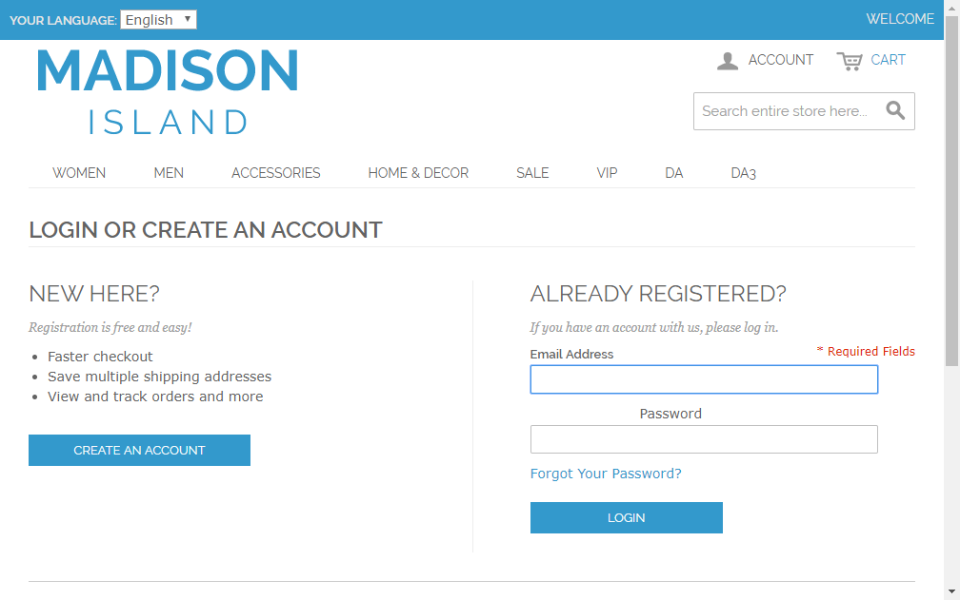 YOUR LANGUAGE: English
WELCOME
MADISON
ISLAND
ACCOUNT
CART
Search entire store here...
WOMEN MEN ACCESSORIES HOME & DECOR SALE VIP DA DA3
LOGIN OR CREATE AN ACCOUNT
NEW HERE?
Registration is free and easy!
Faster checkout
Save multiple shipping addresses
View and track orders and more
CREATE AN ACCOUNT
ALREADY REGISTERED?
If you have an account with us, please log in.
* Required Fields
Email Address
Password
Forgot Your Password?
LOGIN